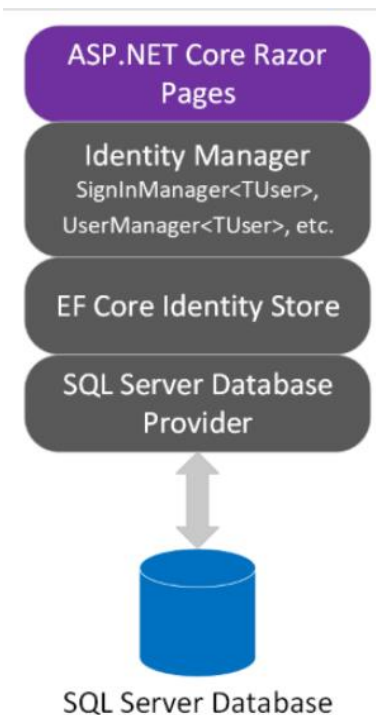 ASP.NET Core Razor
Pages
Identity Manager
SignInManager<TUser>,
UserManager<TUser>, etc.
EF Core Identity Store
SQL Server Database
Provider
SQL Server Database